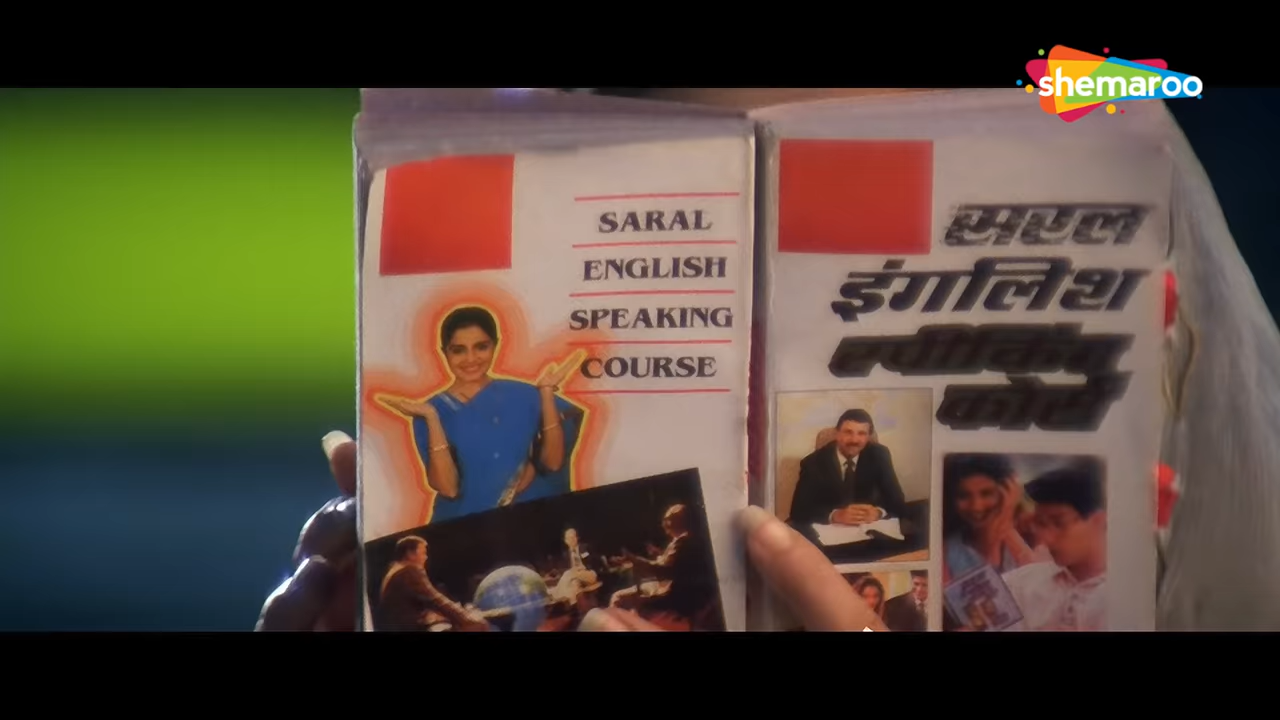 shemaroo
SARAL
ENGLISH
SPEAKING
COURSE
सरल
इंगलिश
स्पीकिंग
कोर्स